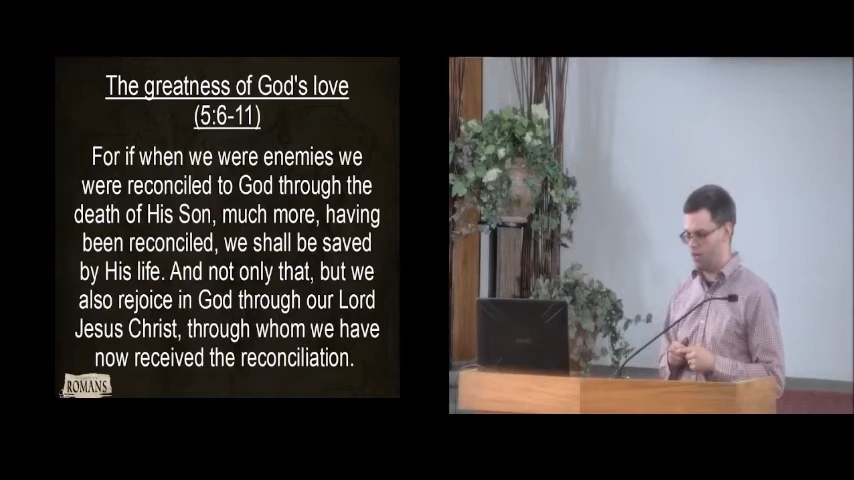 The greatness of God's love
(5:6-11)
For if when we were enemies we
were reconciled to God through the
death of His Son, much more, having
been reconciled, we shall be saved
by His life. And not only that, but we
also rejoice in God through our Lord
Jesus Christ, through whom we have
now received the reconciliation.
ROMANS